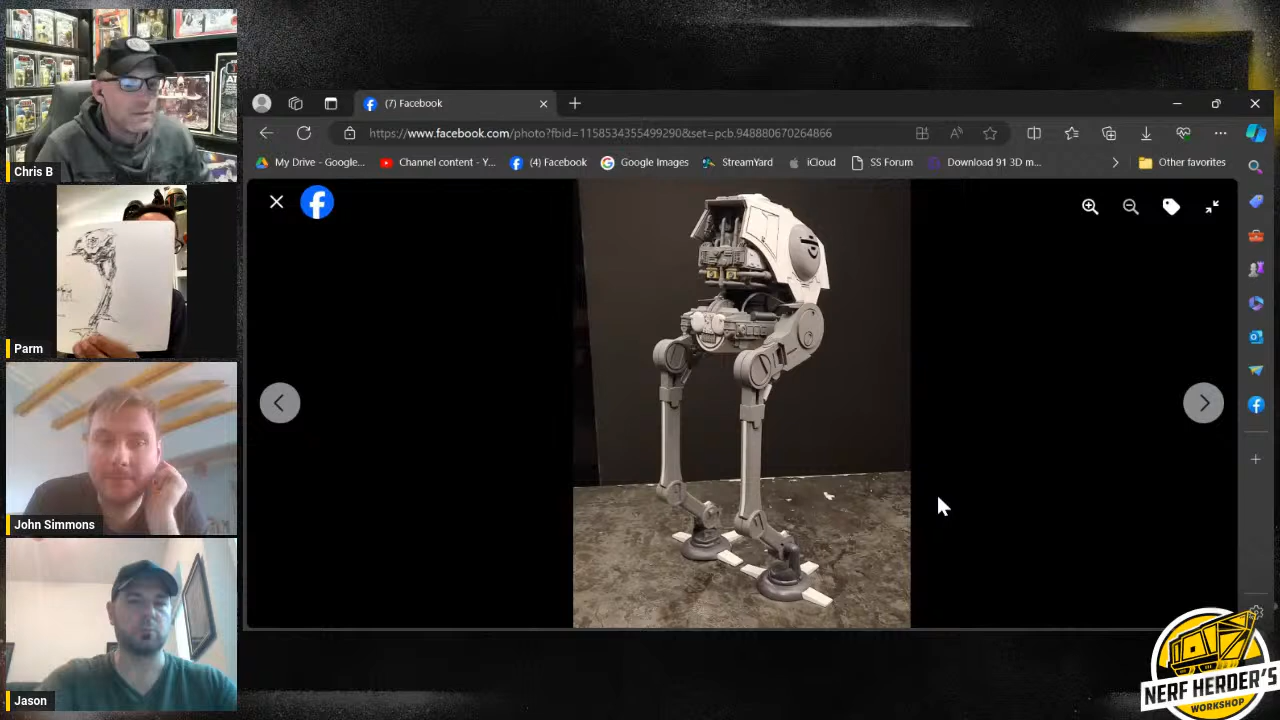 Chris B
Parm
John Simmons
Jason
(7) Facebook
https://www.facebook.com/photo?fbid=1158534355499290&set=pcb.948880670264866
My Drive - Google...
Channel content - Y...
(4) Facebook
Google Images
StreamYard
iCloud
SS Forum
Download 91 3D m...
Other favorites
NERF HERDER'S
WORKSHOP